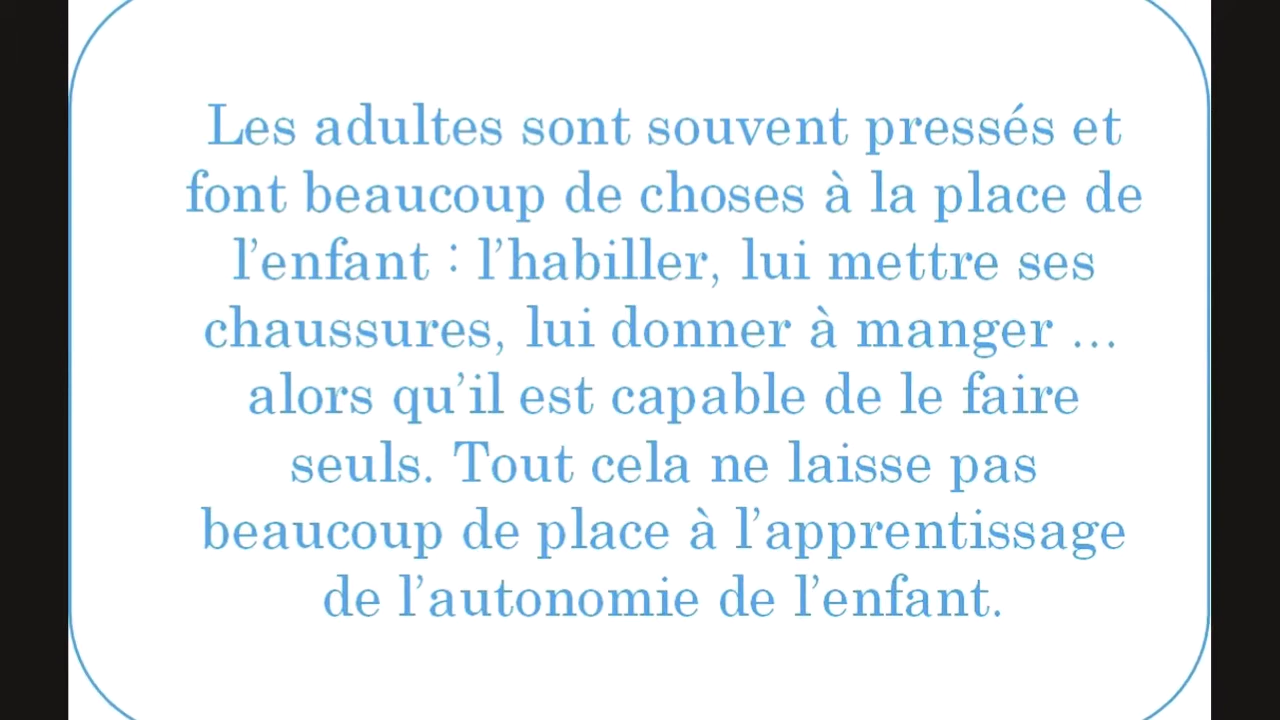 Les adultes sont souvent pressés et
font beaucoup de choses à la place de
l’enfant : l’habiller, lui mettre ses
chaussures, lui donner à manger …
alors qu’il est capable de le faire
seuls. Tout cela ne laisse pas
beaucoup de place à l’apprentissage
de l’autonomie de l’enfant.